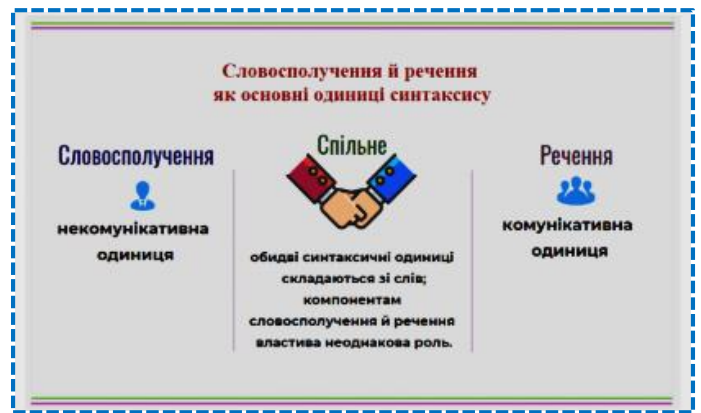 Словосполучення й речення
як основні одиниці синтаксису
Словосполучення
некомунікативна
одиниця
Спільне
обидві синтаксичні одиниці
складаються зі слів;
компонентам
словосполучення й речення
властива неоднакова роль.
Речення
комунікативна
одиниця